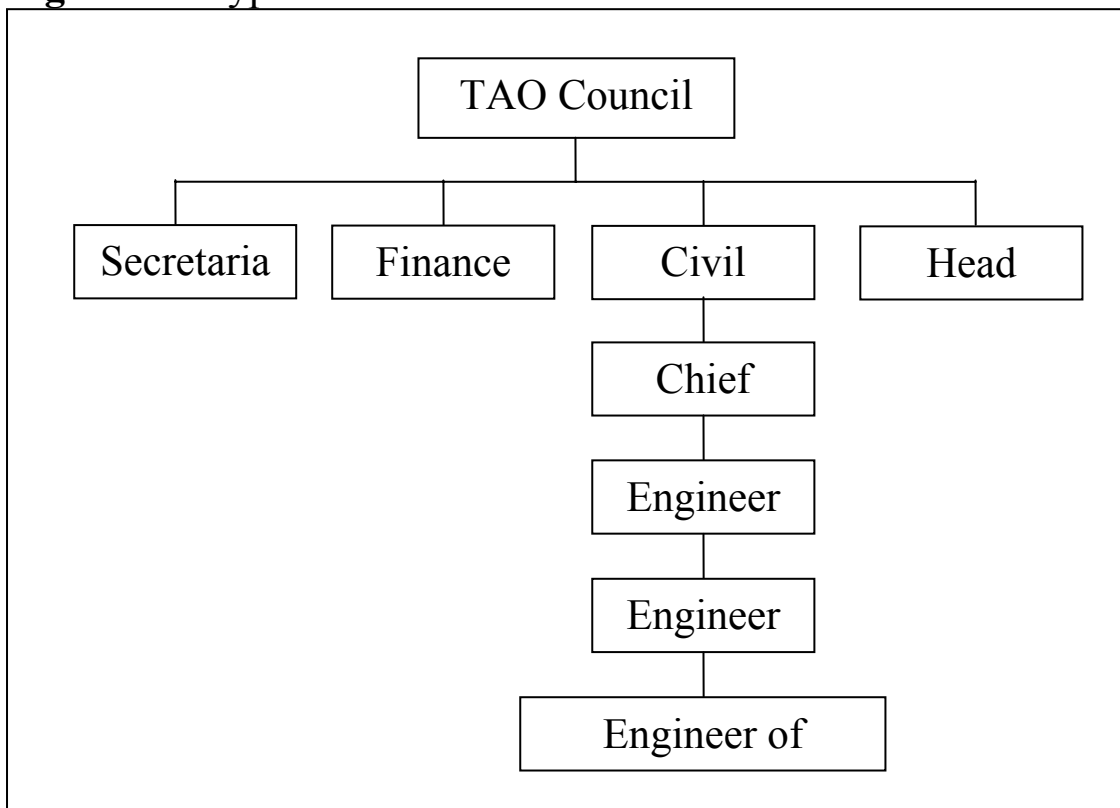 TAO Council
Secretaria
Finance
Civil
Head
Chief
Engineer
Engineer
Engineer of